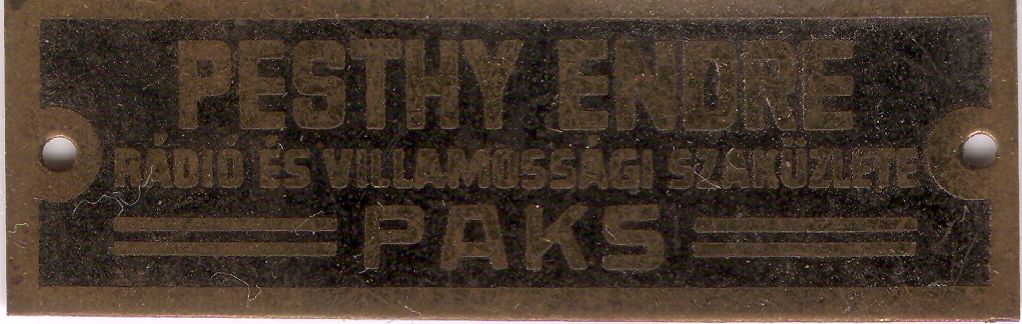 PESTHY ENDRE
RÁDIÓ ÉS VILLAMOSSÁGI SZAKÜZLETE
PAKS